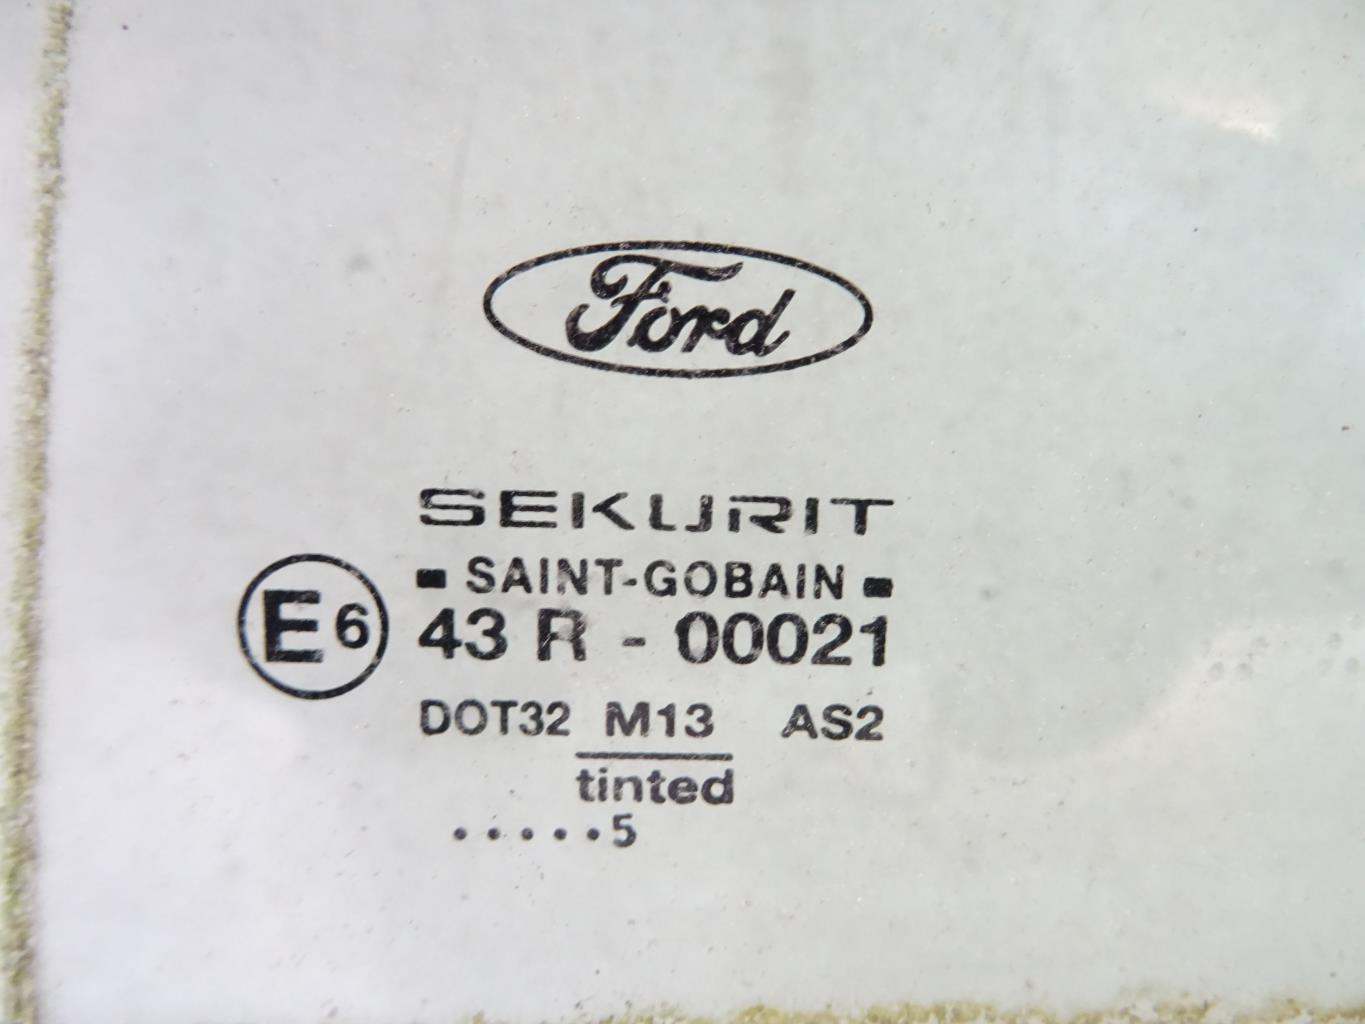 Ford
SEKURIT
▪ SAINT-GOBAIN ▪
E6 43 R - 00021
DOT32 M13 AS2
tinted
.....5